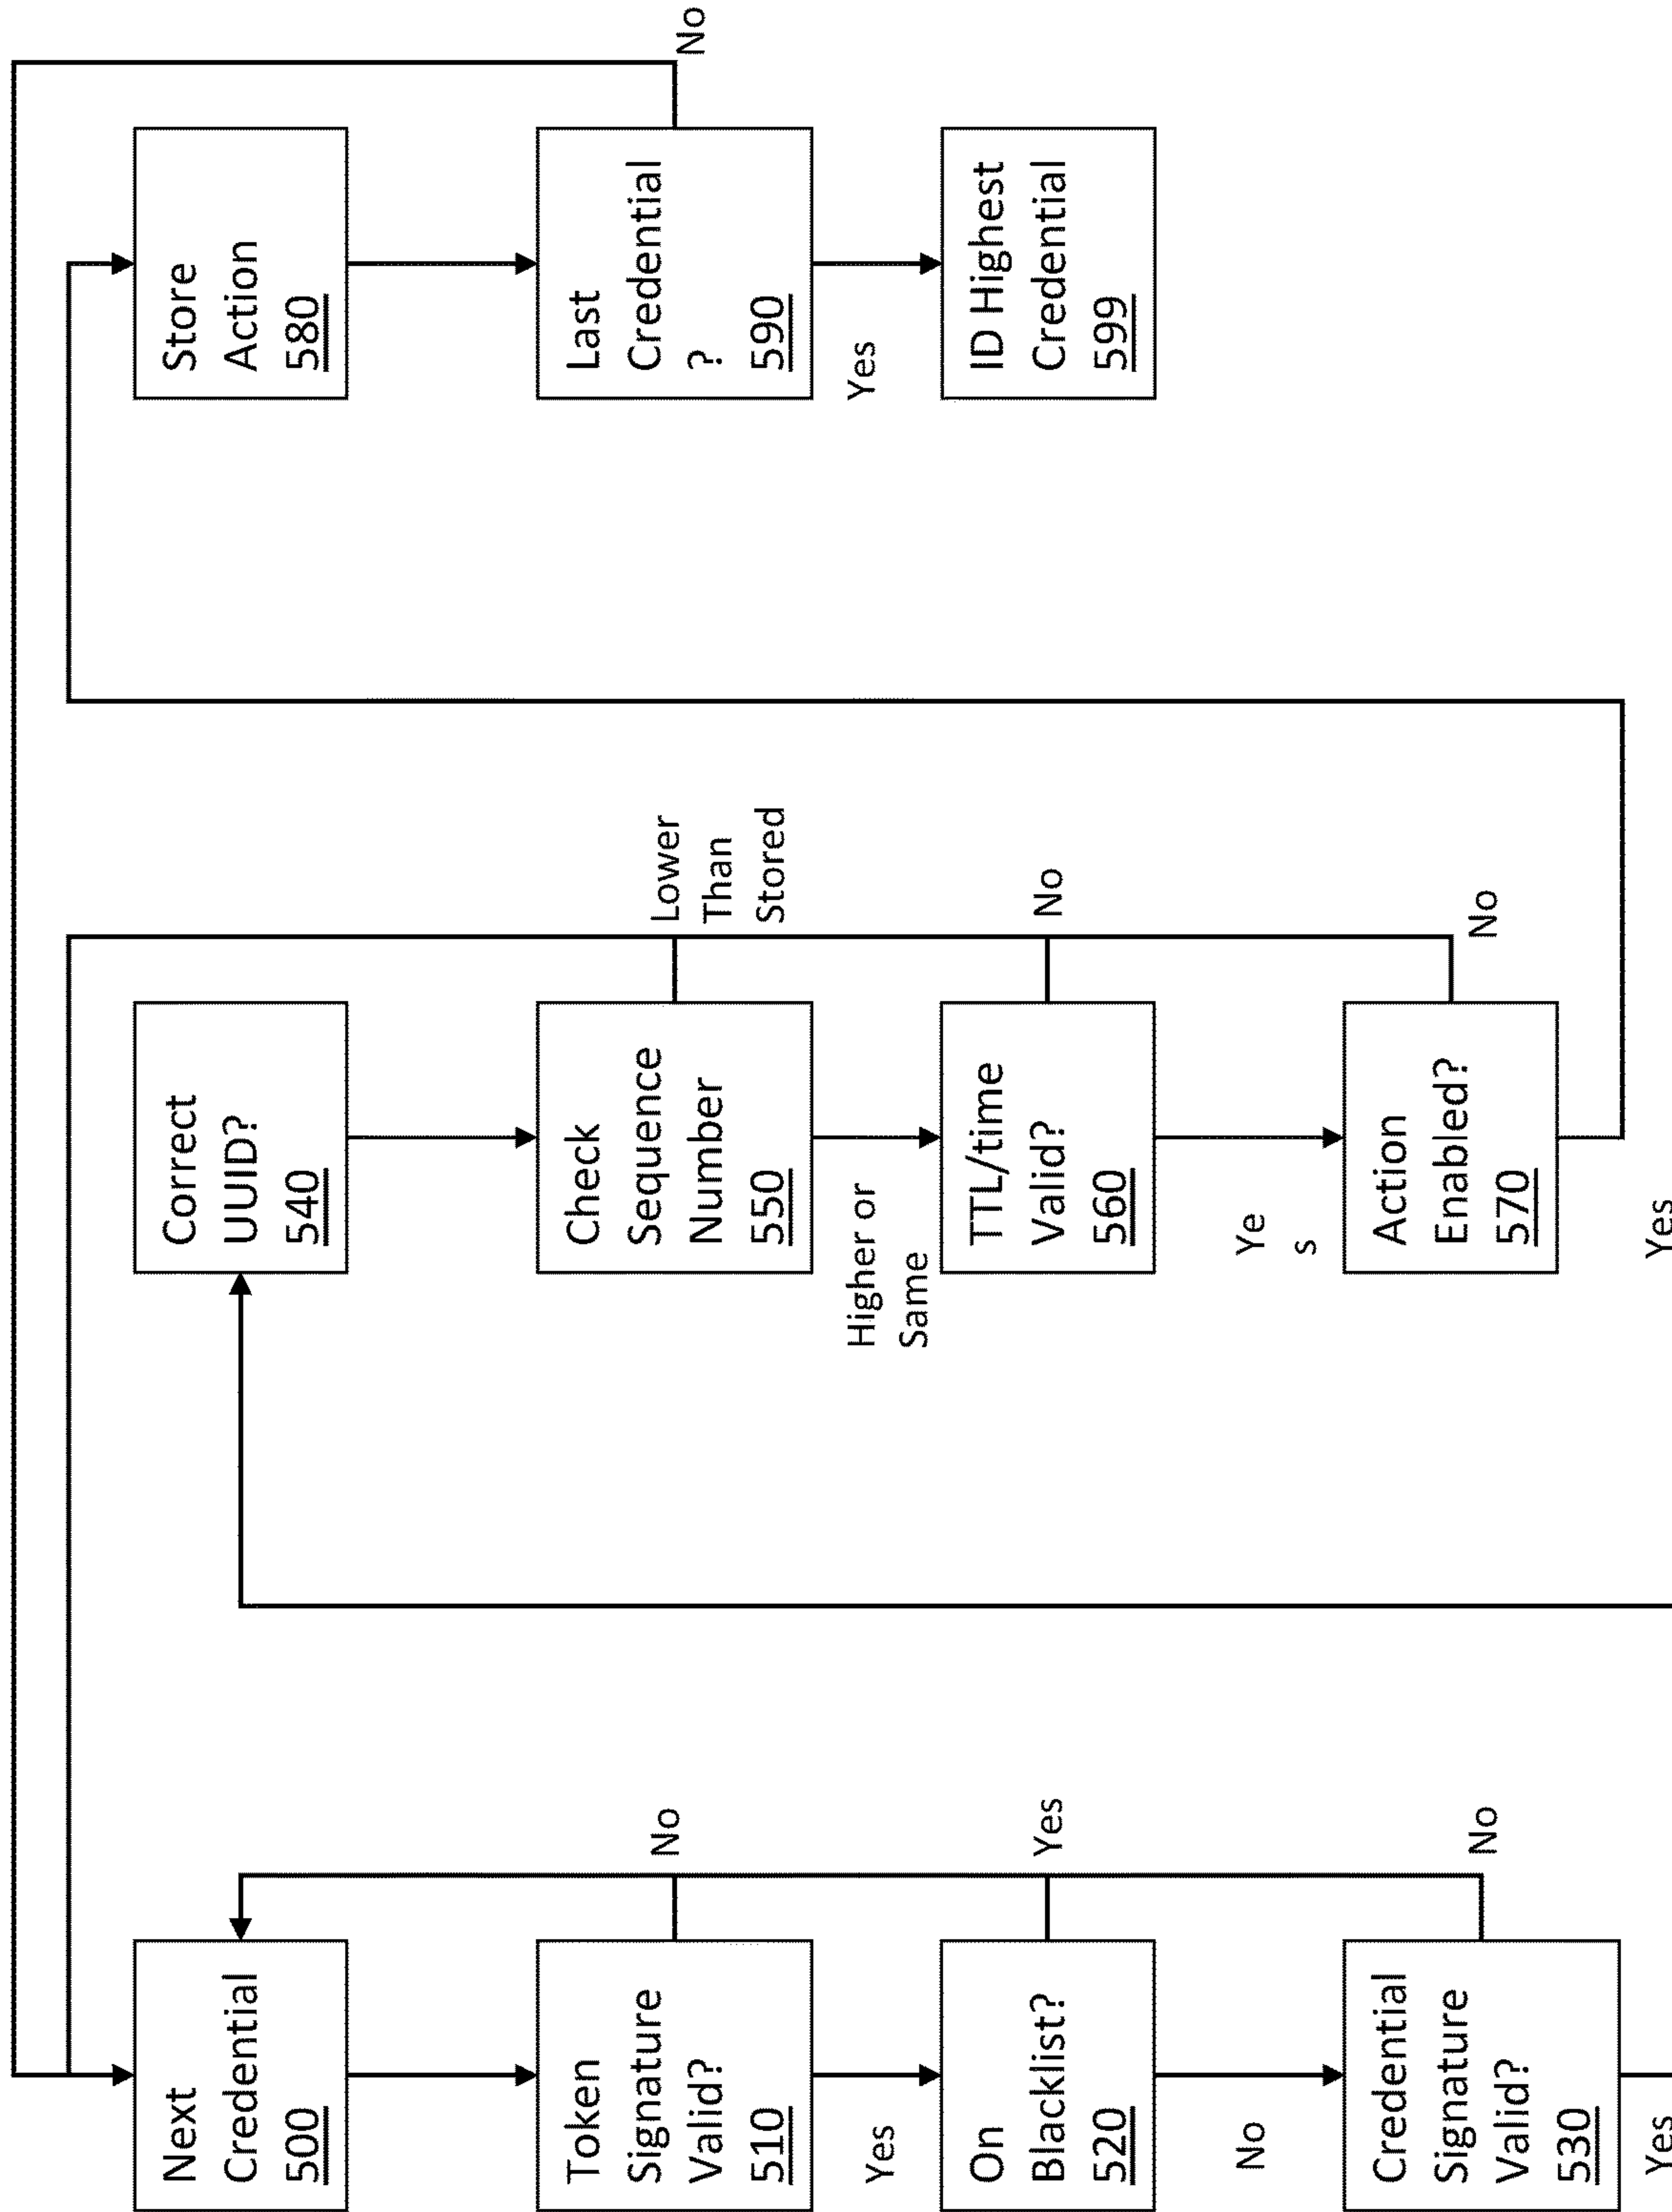 Next
Credential
500
Token
Signature
Valid?
510
No
Yes
On
Blacklist?
520
Yes
No
Credential
Signature
Valid?
530
No
Yes
Correct
UUID?
540
Check
Sequence
Number
550
Lower
Than
Stored
Higher or
Same
TTL/time
Valid?
560
No
Ye
s
Action
Enabled?
570
No
Yes
Store
Action
580
Last
Credential
?
590
No
Yes
ID Highest
Credential
599